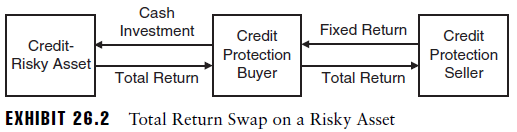 Cash
Investment
Credit-
Risky Asset
Total Return
Credit
Protection
Buyer
Fixed Return
Total Return
Credit
Protection
Seller
EXHIBIT 26.2 Total Return Swap on a Risky Asset